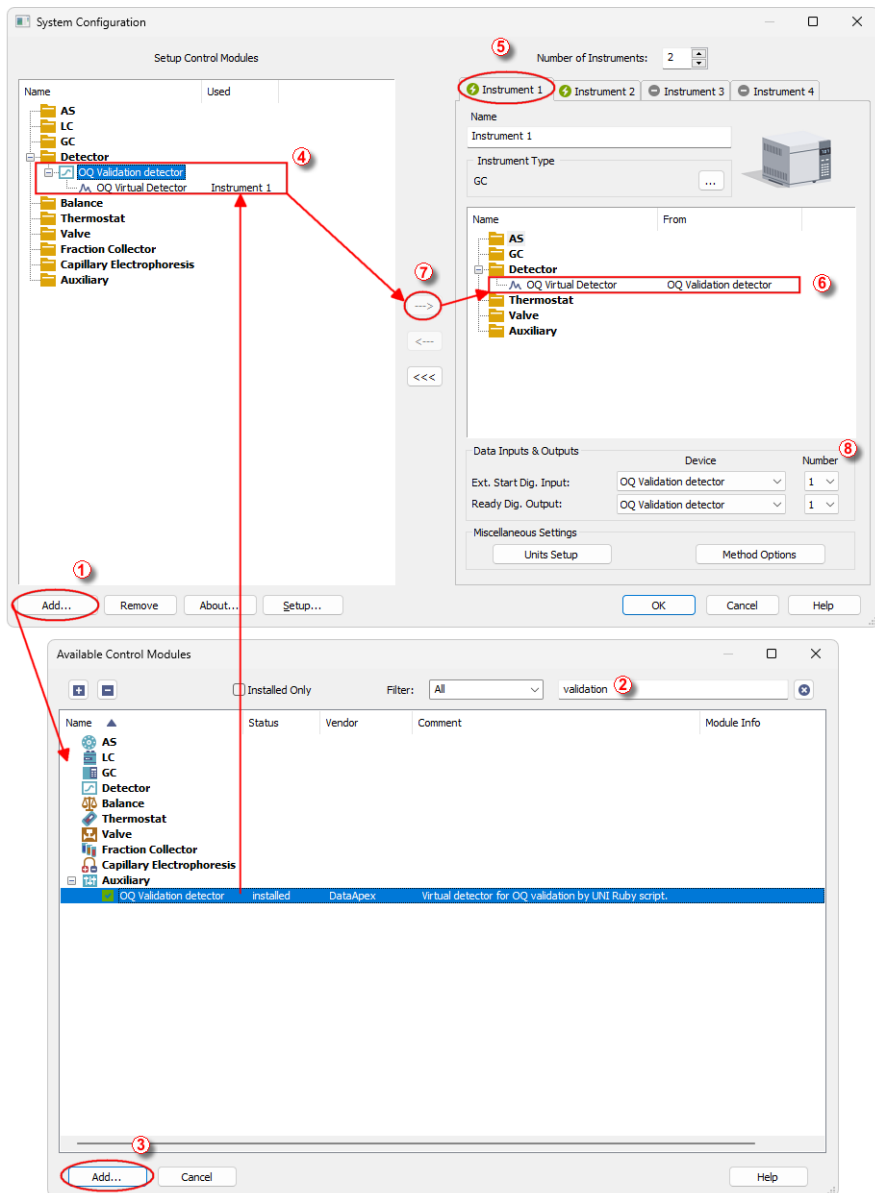 System Configuration
Setup Control Modules
Name Used
AS
LC
GC
Detector
④
OQ Validation detector
OQ Virtual Detector Instrument 1
Balance
Thermostat
Valve
Fraction Collector
Capillary Electrophoresis
Auxiliary
①
Add... Remove About... Setup...
⑦
--->
<---
<<<
⑤
Number of Instruments: 2
Instrument 1 Instrument 2 Instrument 3 Instrument 4
Name
Instrument 1
Instrument Type
GC ...
Name From
AS
GC
Detector
OQ Virtual Detector OQ Validation detector ⑥
Thermostat
Valve
Auxiliary
Data Inputs & Outputs
⑧
Device Number
Ext. Start Dig. Input: OQ Validation detector 1
Ready Dig. Output: OQ Validation detector 1
Miscellaneous Settings
Units Setup Method Options
OK Cancel Help
Available Control Modules
Installed Only Filter: All validation ②
Name Status Vendor Comment Module Info
AS
LC
GC
Detector
Balance
Thermostat
Valve
Fraction Collector
Capillary Electrophoresis
Auxiliary
OQ Validation detector installed DataApex Virtual detector for OQ validation by UNI Ruby script.
③
Add... Cancel Help